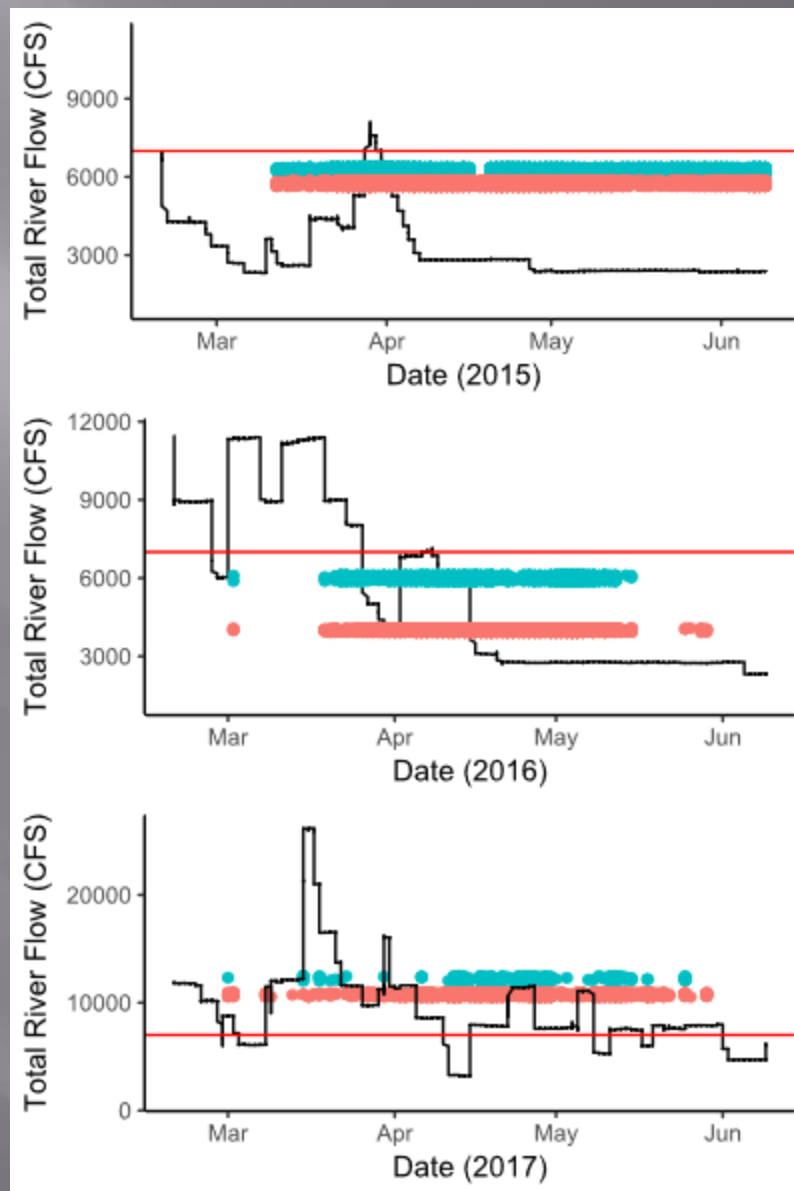 Total River Flow (CFS)
9000
6000
3000
Mar Apr May Jun
Date (2015)
Total River Flow (CFS)
12000
9000
6000
3000
Mar Apr May Jun
Date (2016)
Total River Flow (CFS)
20000
10000
0
Mar Apr May Jun
Date (2017)